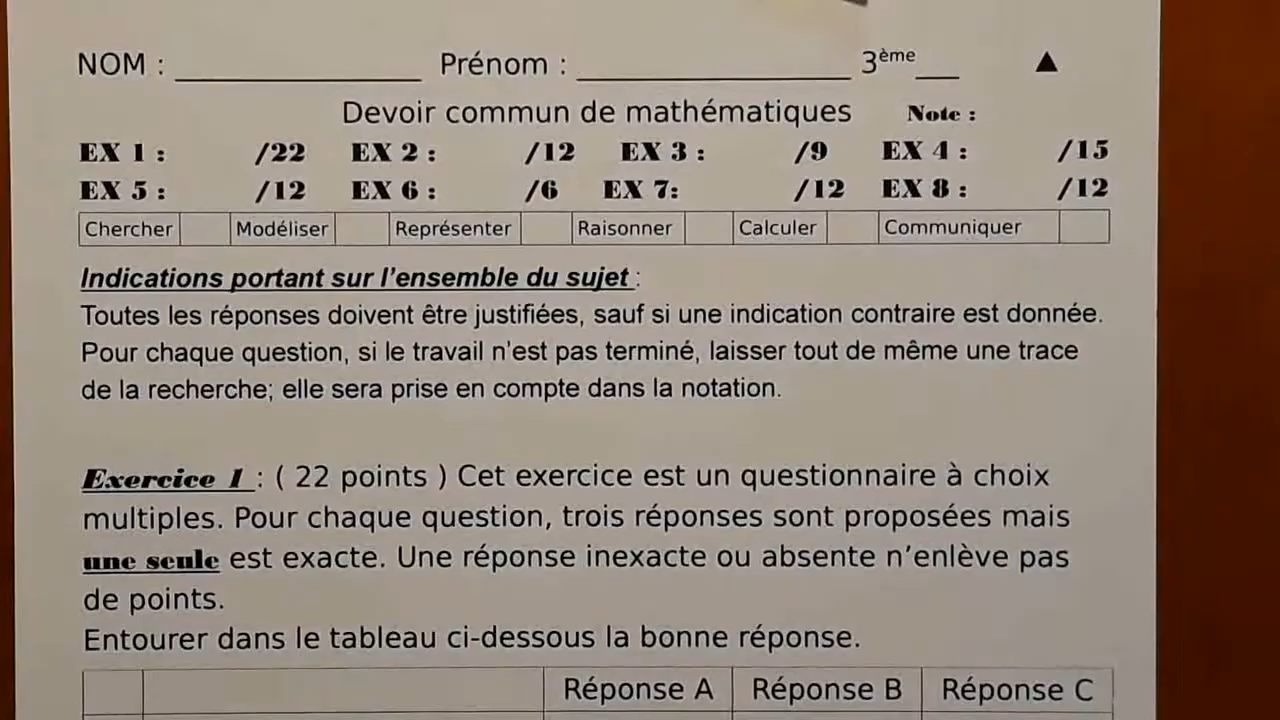 NOM : ________________ Prénom : __________________ 3ème___ ▲
Devoir commun de mathématiques Note :
EX 1 : /22 EX 2 : /12 EX 3 : /9 EX 4 : /15
EX 5 : /12 EX 6 : /6 EX 7: /12 EX 8 : /12
Chercher Modéliser Représenter Raisonner Calculer Communiquer
Indications portant sur l'ensemble du sujet :
Toutes les réponses doivent être justifiées, sauf si une indication contraire est donnée.
Pour chaque question, si le travail n'est pas terminé, laisser tout de même une trace
de la recherche; elle sera prise en compte dans la notation.
Exercice 1 : ( 22 points ) Cet exercice est un questionnaire à choix
multiples. Pour chaque question, trois réponses sont proposées mais
une seule est exacte. Une réponse inexacte ou absente n'enlève pas
de points.
Entourer dans le tableau ci-dessous la bonne réponse.
Réponse A Réponse B Réponse C